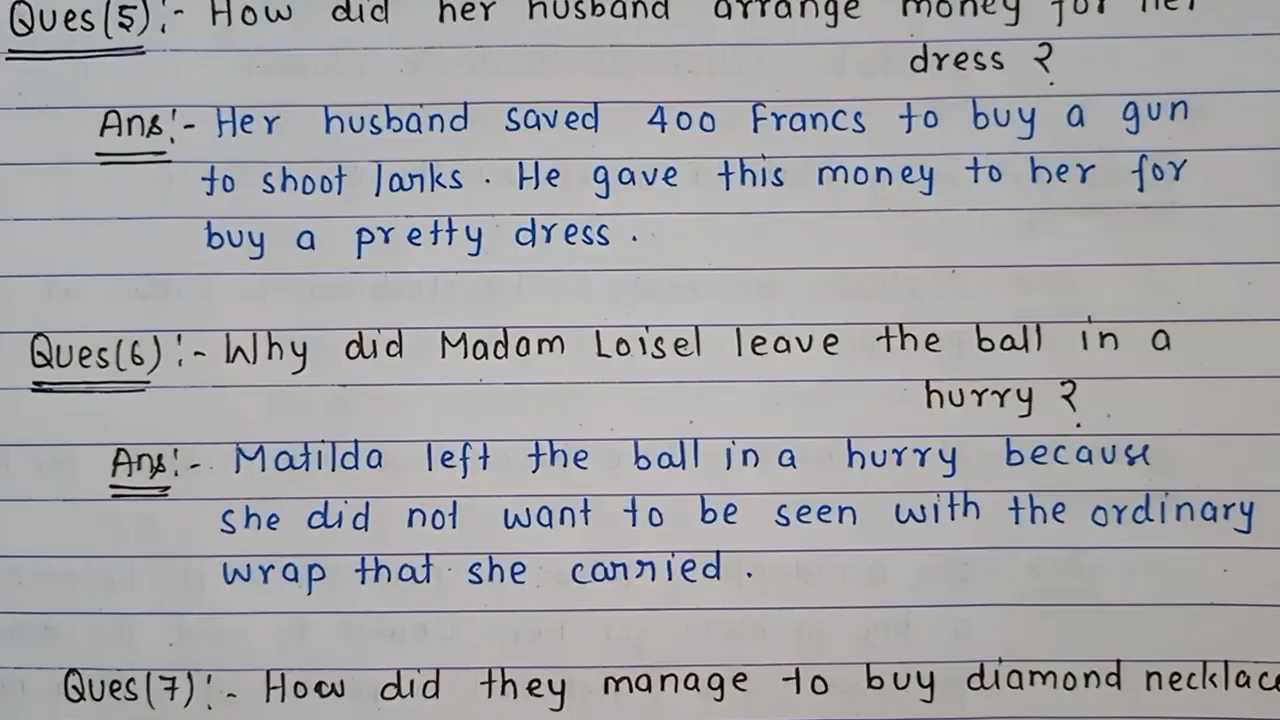 Ques(5):- How did her husband arrange money for her
dress ?
Ans:- Her husband saved 400 Francs to buy a gun
to shoot larks. He gave this money to her for
buy a pretty dress.
Ques(6):- Why did Madam Loisel leave the ball in a
hurry ?
Ans:- Matilda left the ball in a hurry because
she did not want to be seen with the ordinary
wrap that she carried.
Ques(7):- How did they manage to buy diamond necklace